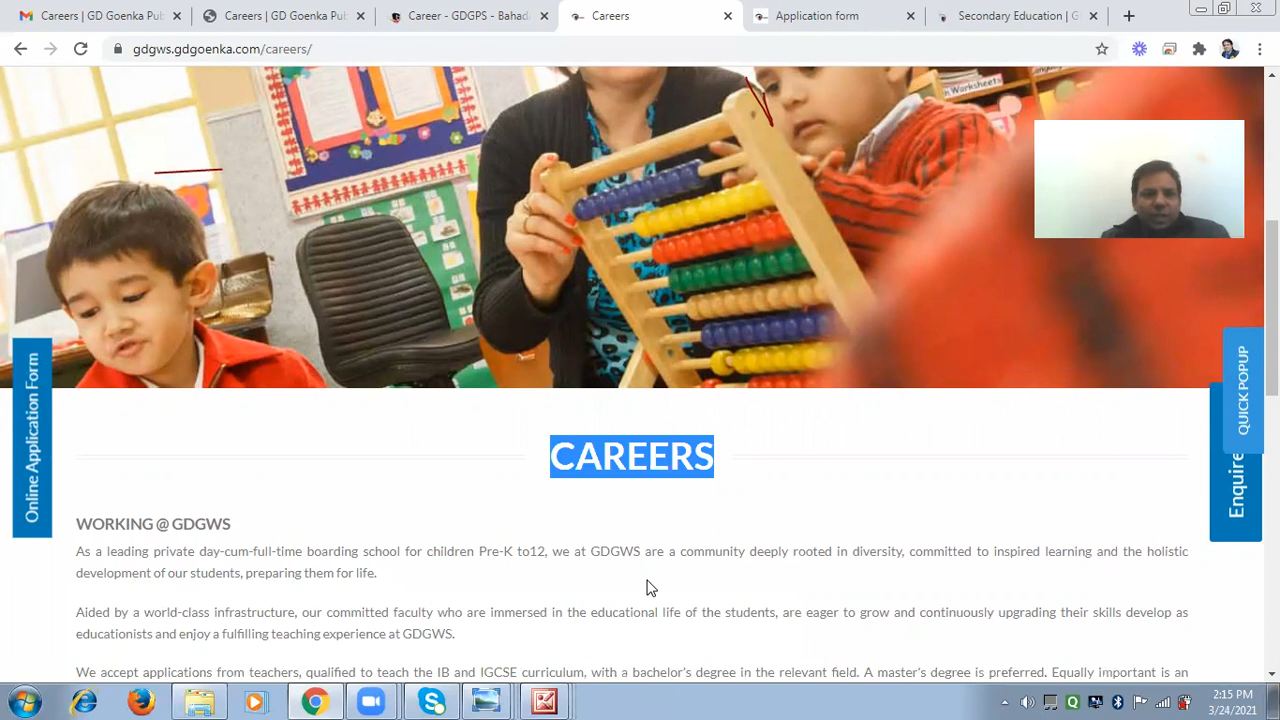 Careers | GD Goenka Pu
Careers | GD Goenka Pub
Career - GDGPS - Bahad
Careers
Application form
Secondary Education | G
gdgws.gdgoenka.com/careers/
Worksheets
Online Application Form
QUICK POPUP
Enquire
CAREERS
WORKING @ GDGWS
As a leading private day-cum-full-time boarding school for children Pre-K to12, we at GDGWS are a community deeply rooted in diversity, committed to inspired learning and the holistic
development of our students, preparing them for life.
Aided by a world-class infrastructure, our committed faculty who are immersed in the educational life of the students, are eager to grow and continuously upgrading their skills develop as
educationists and enjoy a fulfilling teaching experience at GDGWS.
We accept applications from teachers, qualified to teach the IB and IGCSE curriculum, with a bachelor's degree in the relevant field. A master's degree is preferred. Equally important is an
2:15 PM
3/24/2021